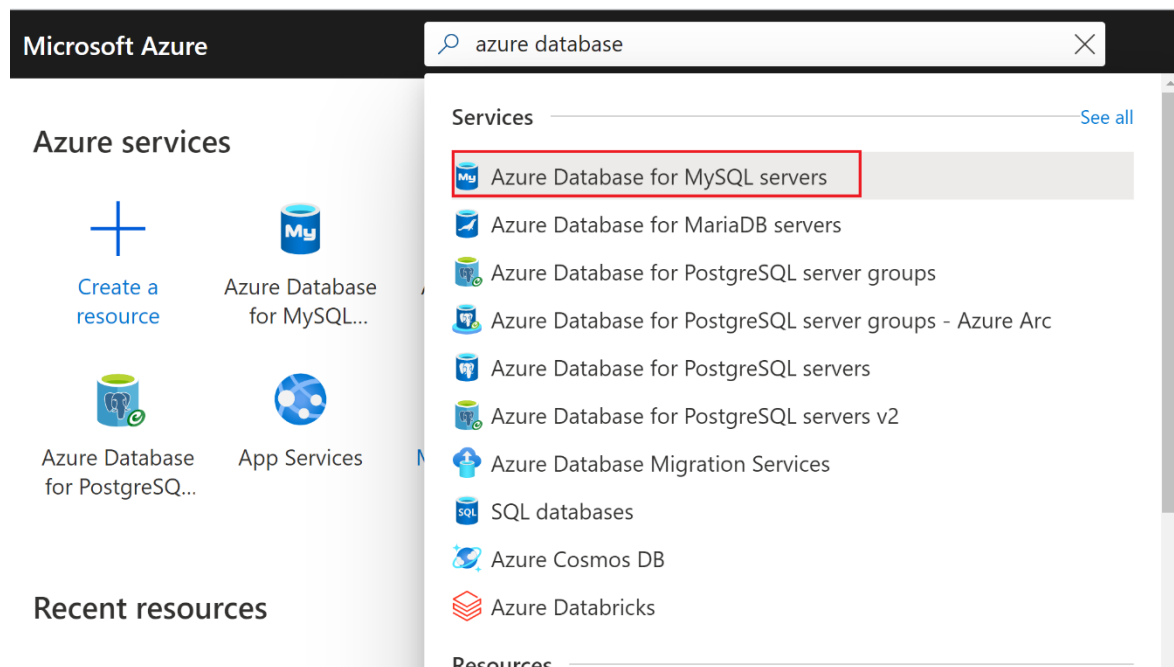 Microsoft Azure
azure database
Azure services
Create a
resource
My
Azure Database
for MySQL...
Azure Database
for PostgreSQ...
App Services
Recent resources
Services
See all
My
Azure Database for MySQL servers
Azure Database for MariaDB servers
Azure Database for PostgreSQL server groups
Azure Database for PostgreSQL server groups - Azure Arc
Azure Database for PostgreSQL servers
Azure Database for PostgreSQL servers v2
Azure Database Migration Services
SQL
SQL databases
Azure Cosmos DB
Azure Databricks
Resources